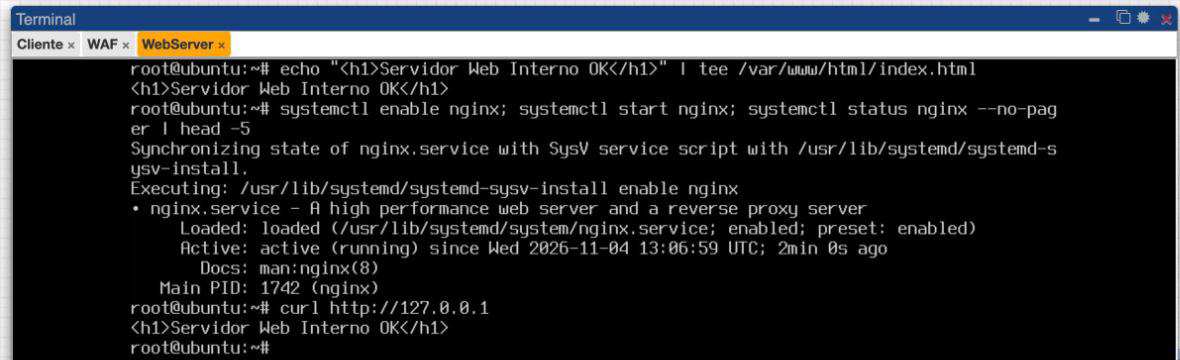 Terminal
Cliente × WAF × WebServer ×
root@ubuntu:~# echo "<h1>Servidor Web Interno OK</h1>" | tee /var/www/html/index.html
<h1>Servidor Web Interno OK</h1>
root@ubuntu:~# systemctl enable nginx; systemctl start nginx; systemctl status nginx --no-pag
er | head -5
Synchronizing state of nginx.service with SysV service script with /usr/lib/systemd/systemd-s
ysv-install.
Executing: /usr/lib/systemd/systemd-sysv-install enable nginx
• nginx.service - A high performance web server and a reverse proxy server
Loaded: loaded (/usr/lib/systemd/system/nginx.service; enabled; preset: enabled)
Active: active (running) since Wed 2026-11-04 13:06:59 UTC; 2min 0s ago
Docs: man:nginx(8)
Main PID: 1742 (nginx)
root@ubuntu:~# curl http://127.0.0.1
<h1>Servidor Web Interno OK</h1>
root@ubuntu:~#